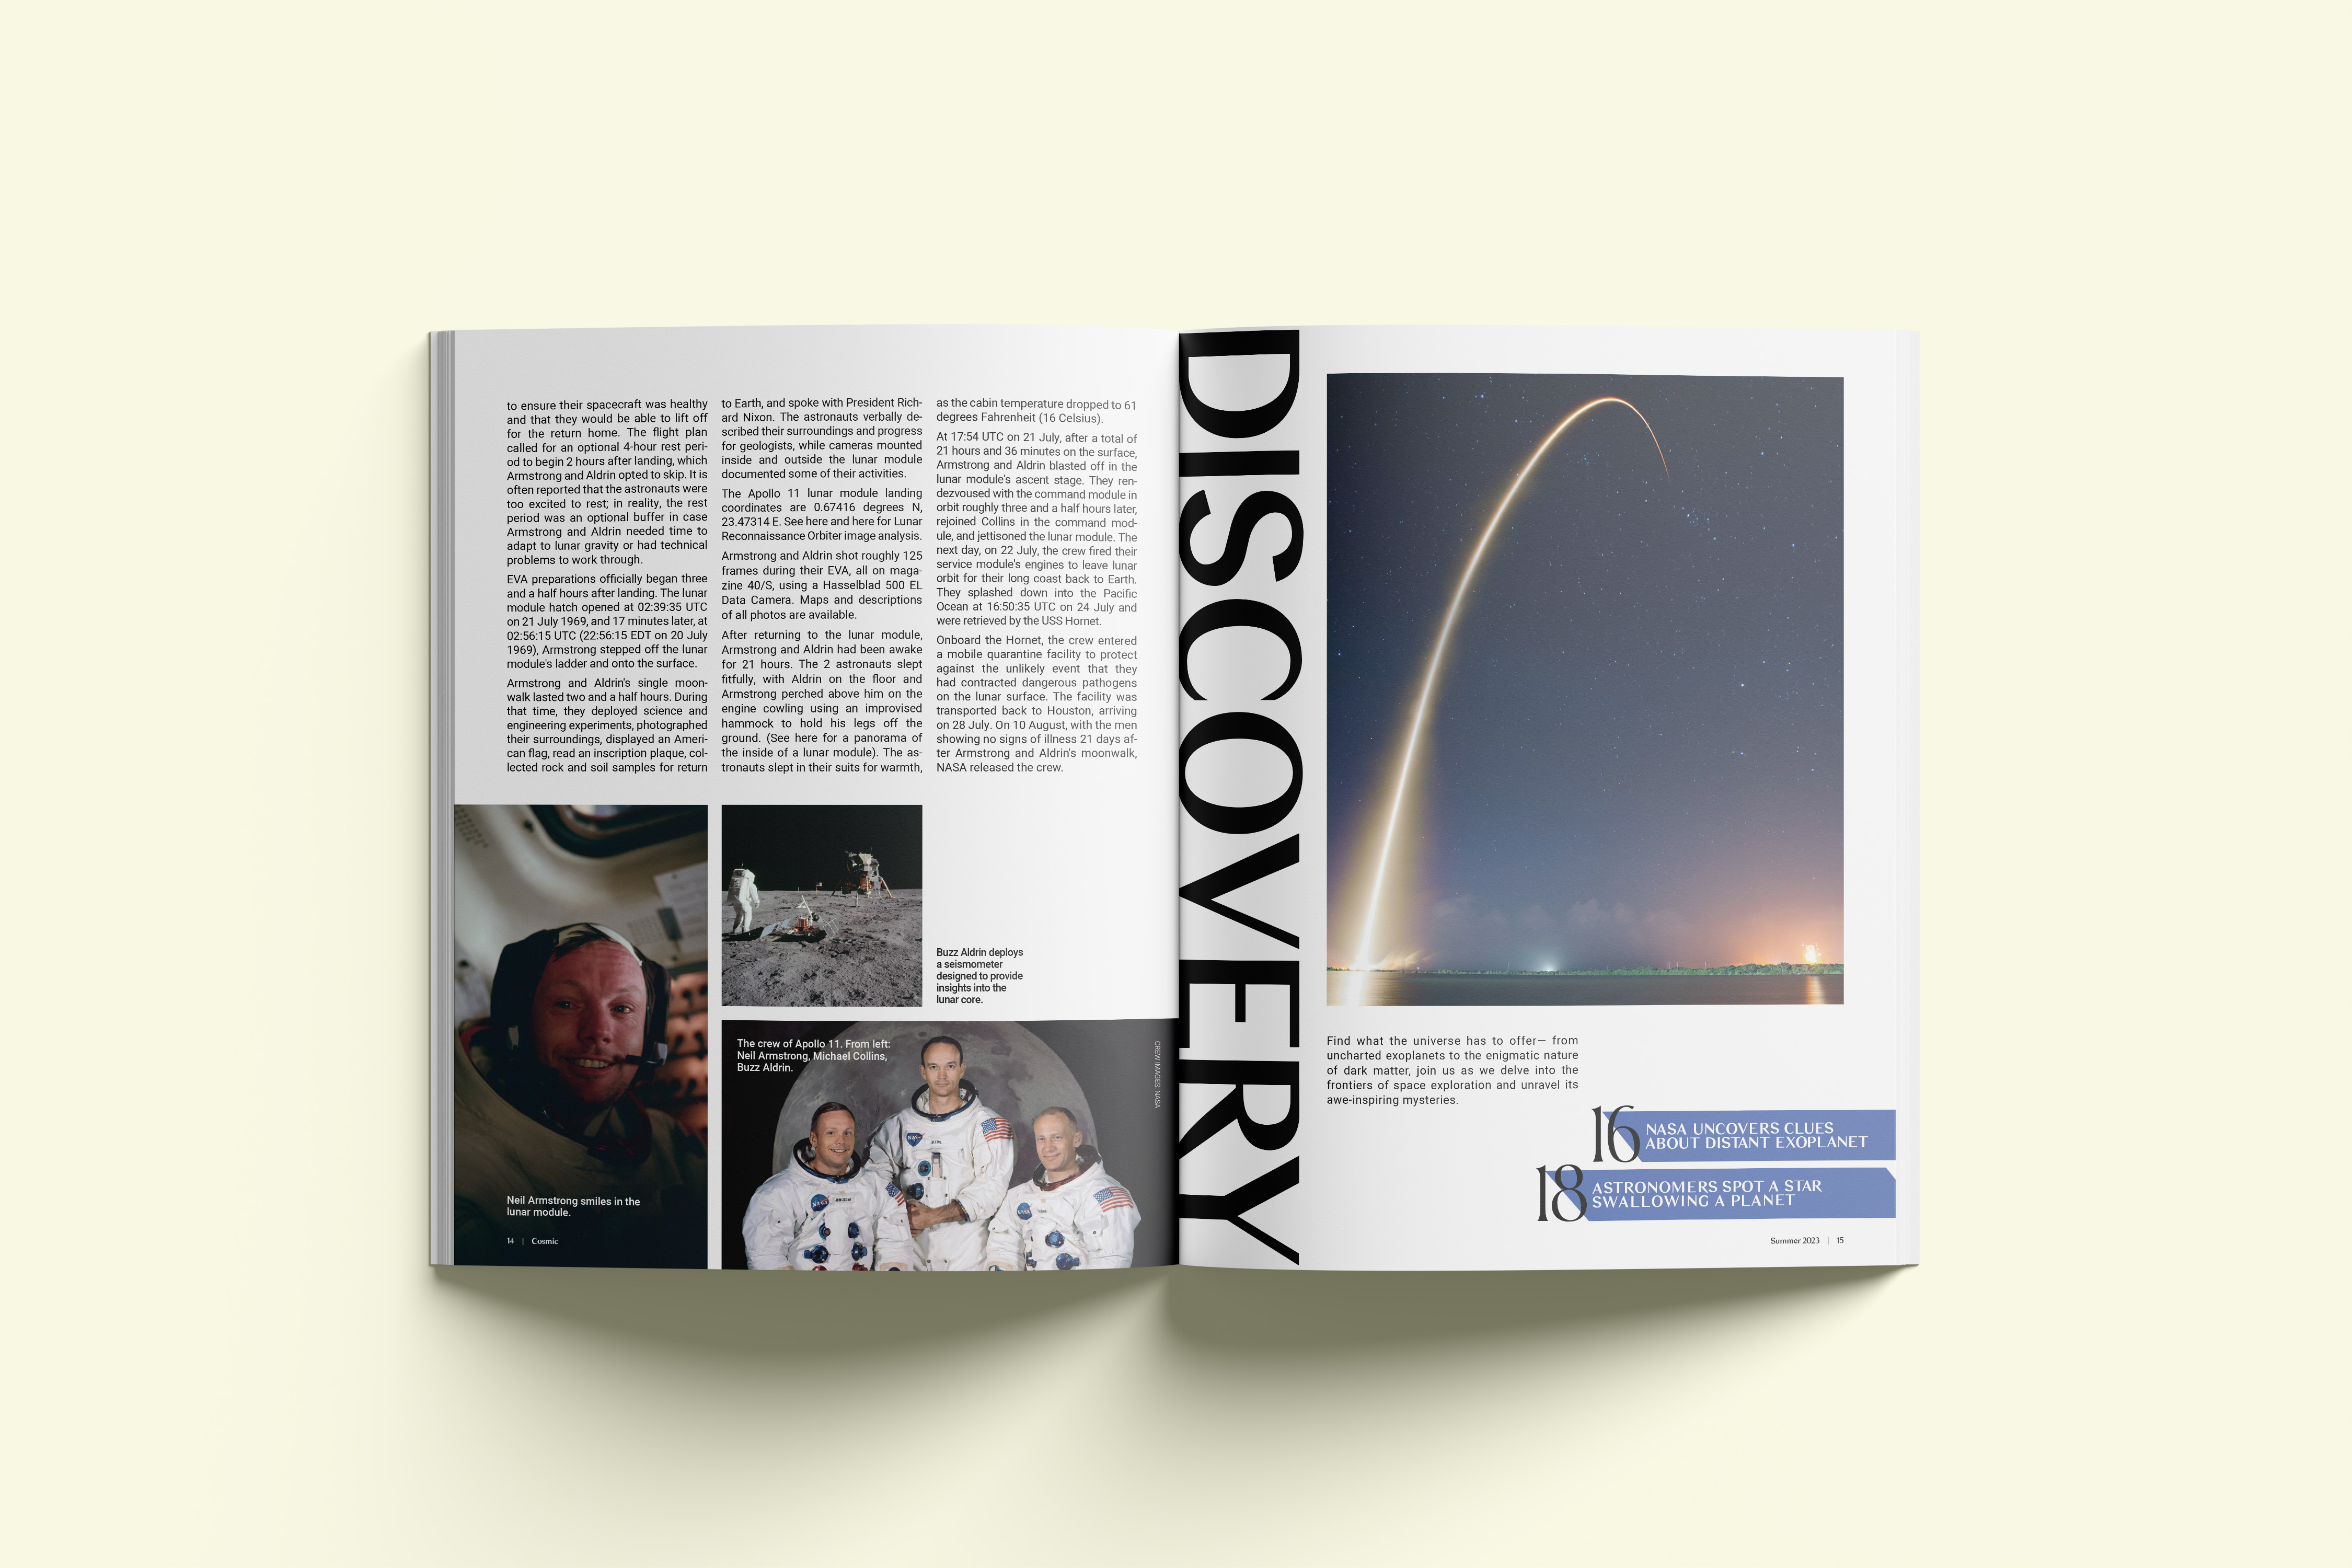 to ensure their spacecraft was healthy
and that they would be able to lift off
for the return home. The flight plan
called for an optional 4-hour rest peri-
od to begin 2 hours after landing, which
Armstrong and Aldrin opted to skip. It is
often reported that the astronauts were
too excited to rest; in reality, the rest
period was an optional buffer in case
Armstrong and Aldrin needed time to
adapt to lunar gravity or had technical
problems to work through.
EVA preparations officially began three
and a half hours after landing. The lunar
module hatch opened at 02:39:35 UTC
on 21 July 1969, and 17 minutes later, at
02:56:15 UTC (22:56:15 EDT on 20 July
1969), Armstrong stepped off the lunar
module's ladder and onto the surface.
Armstrong and Aldrin's single moon-
walk lasted two and a half hours. During
that time, they deployed science and
engineering experiments, photographed
their surroundings, displayed an Ameri-
can flag, read an inscription plaque, col-
lected rock and soil samples for return
to Earth, and spoke with President Rich-
ard Nixon. The astronauts verbally de-
scribed their surroundings and progress
for geologists, while cameras mounted
inside and outside the lunar module
documented some of their activities.
The Apollo 11 lunar module landing
coordinates are 0.67416 degrees N,
23.47314 E. See here and here for Lunar
Reconnaissance Orbiter image analysis.
Armstrong and Aldrin shot roughly 125
frames during their EVA, all on maga-
zine 40/S, using a Hasselblad 500 EL
Data Camera. Maps and descriptions
of all photos are available.
After returning to the lunar module,
Armstrong and Aldrin had been awake
for 21 hours. The 2 astronauts slept
fitfully, with Aldrin on the floor and
Armstrong perched above him on the
engine cowling using an improvised
hammock to hold his legs off the
ground. (See here for a panorama of
the inside of a lunar module). The as-
tronauts slept in their suits for warmth,
as the cabin temperature dropped to 61
degrees Fahrenheit (16 Celsius).
At 17:54 UTC on 21 July, after a total of
21 hours and 36 minutes on the surface,
Armstrong and Aldrin blasted off in the
lunar module's ascent stage. They ren-
dezvoused with the command module in
orbit roughly three and a half hours later,
rejoined Collins in the command mod-
ule, and jettisoned the lunar module. The
next day, on 22 July, the crew fired their
service module's engines to leave lunar
orbit for their long coast back to Earth.
They splashed down into the Pacific
Ocean at 16:50:35 UTC on 24 July and
were retrieved by the USS Hornet.
Onboard the Hornet, the crew entered
a mobile quarantine facility to protect
against the unlikely event that they
had contracted dangerous pathogens
on the lunar surface. The facility was
transported back to Houston, arriving
on 28 July. On 10 August, with the men
showing no signs of illness 21 days af-
ter Armstrong and Aldrin's moonwalk,
NASA released the crew.
Buzz Aldrin deploys
a seismometer
designed to provide
insights into the
lunar core.
The crew of Apollo 11. From left:
Neil Armstrong, Michael Collins,
Buzz Aldrin.
CREW IMAGES: NASA
NASA
NASA
NASA
Neil Armstrong smiles in the
lunar module.
14 | Cosmic
DISCOVERY
Find what the universe has to offer— from
uncharted exoplanets to the enigmatic nature
of dark matter, join us as we delve into the
frontiers of space exploration and unravel its
awe-inspiring mysteries.
16 NASA UNCOVERS CLUES
ABOUT DISTANT EXOPLANET
18 ASTRONOMERS SPOT A STAR
SWALLOWING A PLANET
Summer 2023 | 15